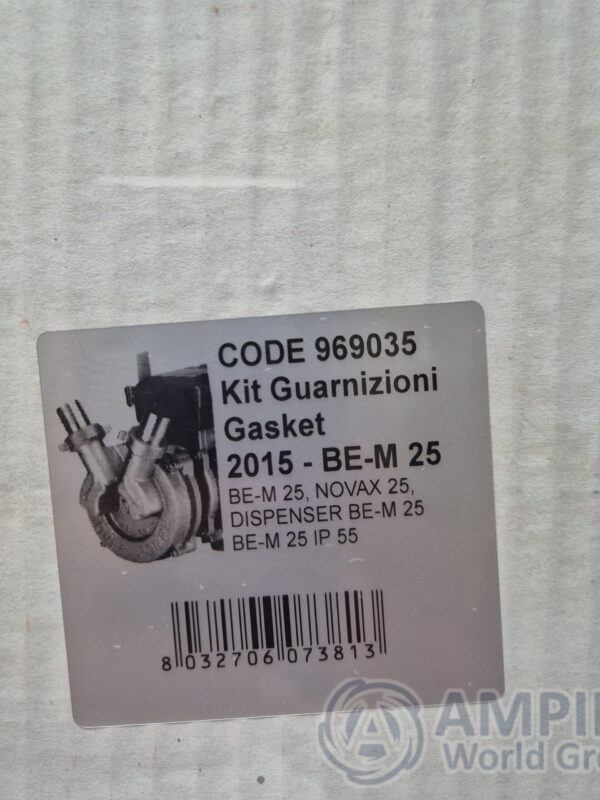 CODE 969035
Kit Guarnizioni
Gasket
2015 - BE-M 25
BE-M 25, NOVAX 25,
DISPENSER BE-M 25
BE-M 25 IP 55
8 032706 073813
World